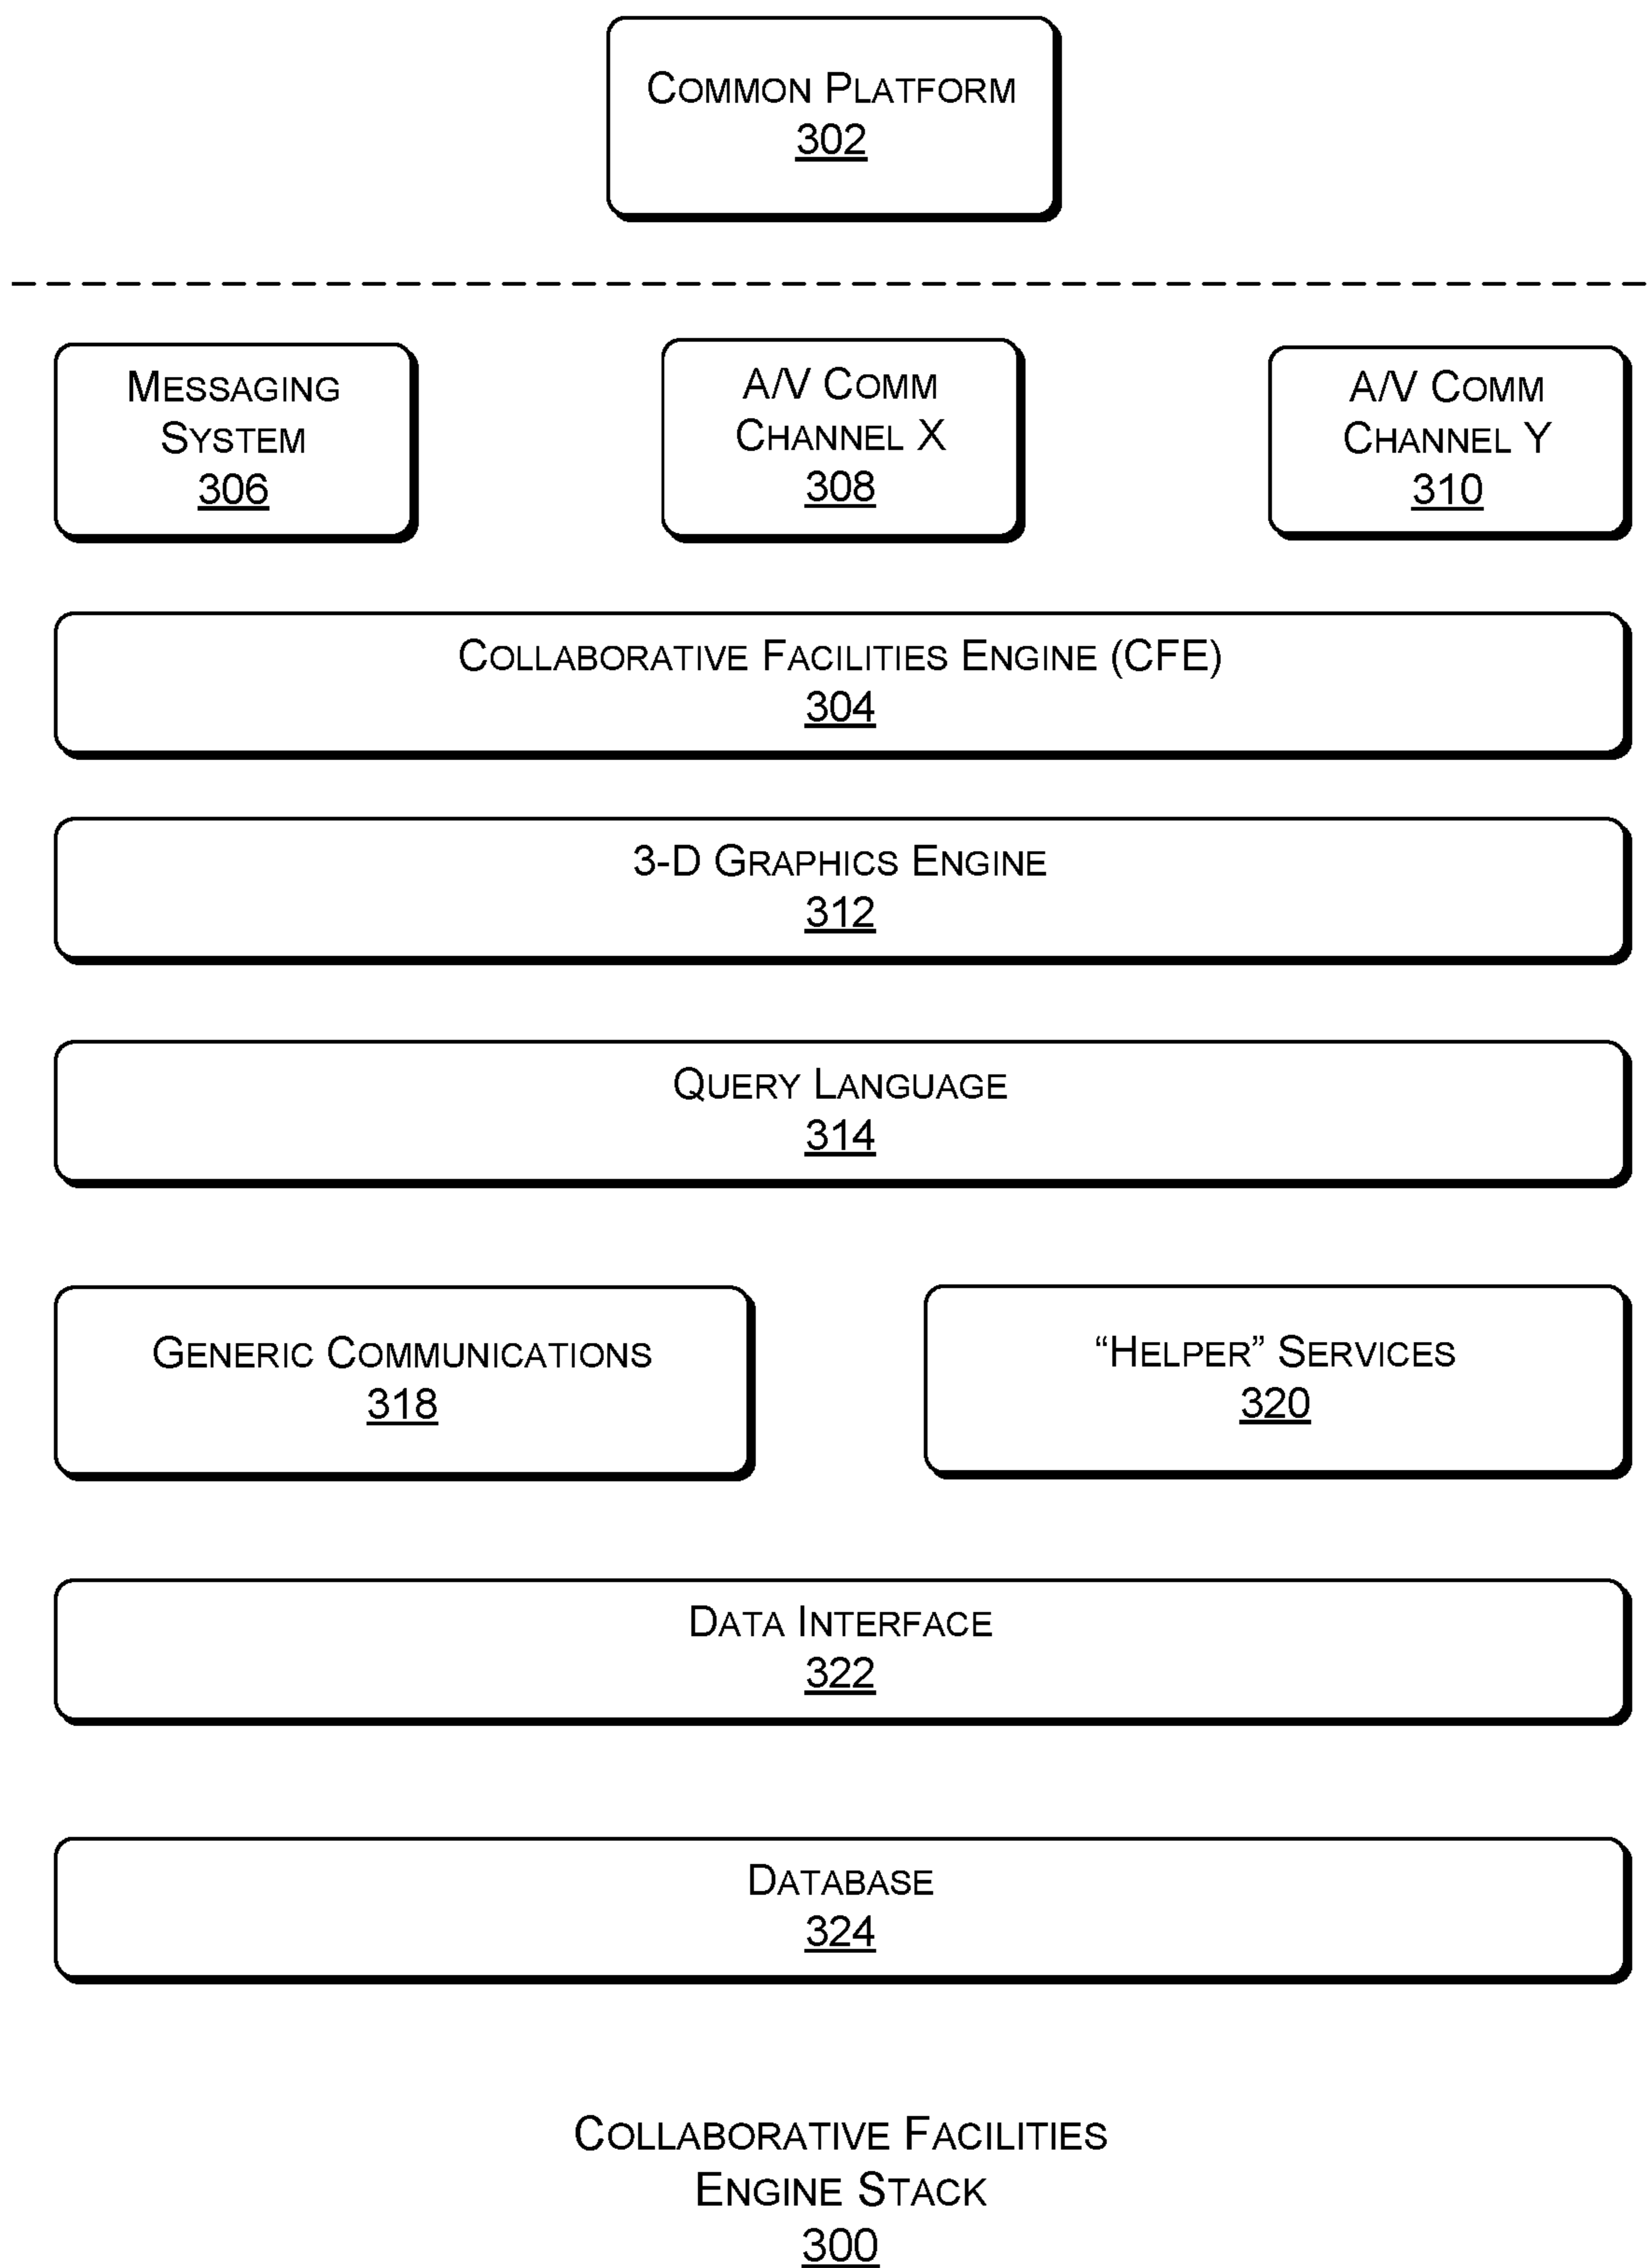 COMMON PLATFORM
302
MESSAGING
SYSTEM
306
A/V COMM
CHANNEL X
308
A/V COMM
CHANNEL Y
310
COLLABORATIVE FACILITIES ENGINE (CFE)
304
3-D GRAPHICS ENGINE
312
QUERY LANGUAGE
314
GENERIC COMMUNICATIONS
318
“HELPER” SERVICES
320
DATA INTERFACE
322
DATABASE
324
COLLABORATIVE FACILITIES
ENGINE STACK
300